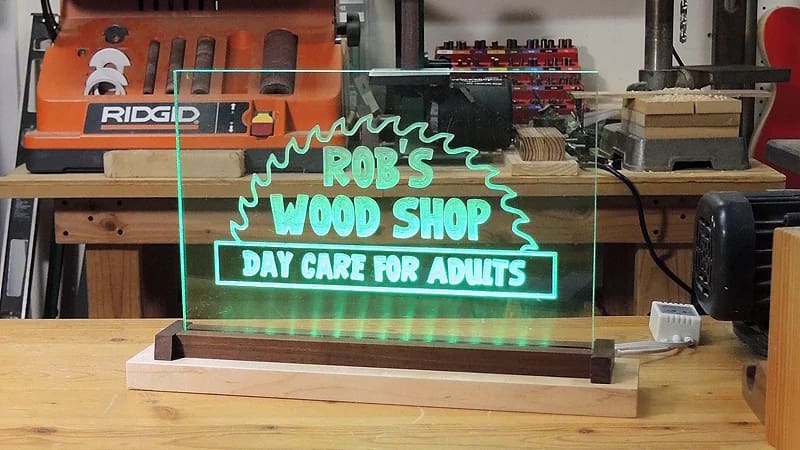 RIDGID
ROB'S
WOOD SHOP
DAY CARE FOR ADULTS